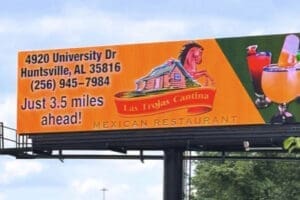 4920 University Dr
Huntsville, AL 35816
(256) 945-7984
Just 3.5 miles
ahead!
Las Trojas Cantina
MEXICAN RESTAURANT